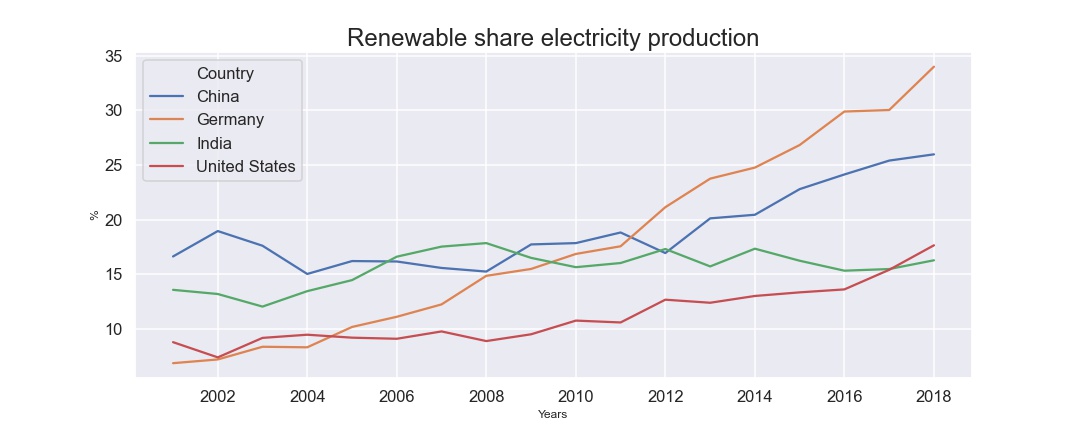 Renewable share electricity production
35
30
25
20
15
10
%
Country
China
Germany
India
United States
2002 2004 2006 2008 2010 2012 2014 2016 2018
Years